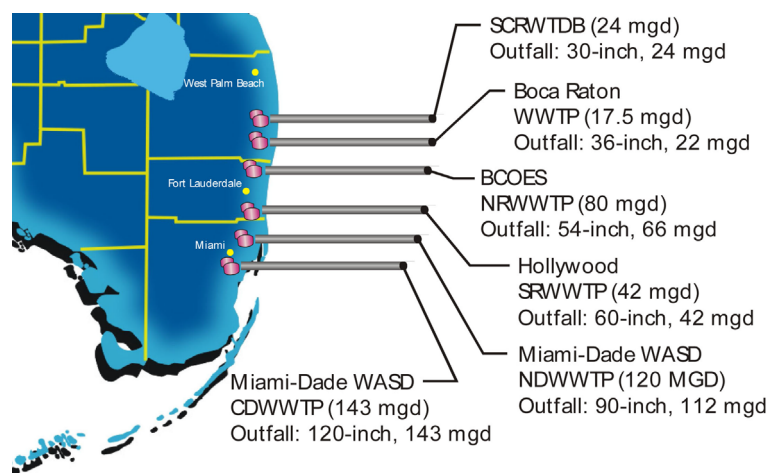 SCRWTDB (24 mgd)
Outfall: 30-inch, 24 mgd
West Palm Beach
Boca Raton
WWTP (17.5 mgd)
Outfall: 36-inch, 22 mgd
Fort Lauderdale
BCOES
NRWWTP (80 mgd)
Outfall: 54-inch, 66 mgd
Miami
Hollywood
SRWWTP (42 mgd)
Outfall: 60-inch, 42 mgd
Miami-Dade WASD
NDWWTP (120 MGD)
Outfall: 90-inch, 112 mgd
Miami-Dade WASD
CDWWTP (143 mgd)
Outfall: 120-inch, 143 mgd